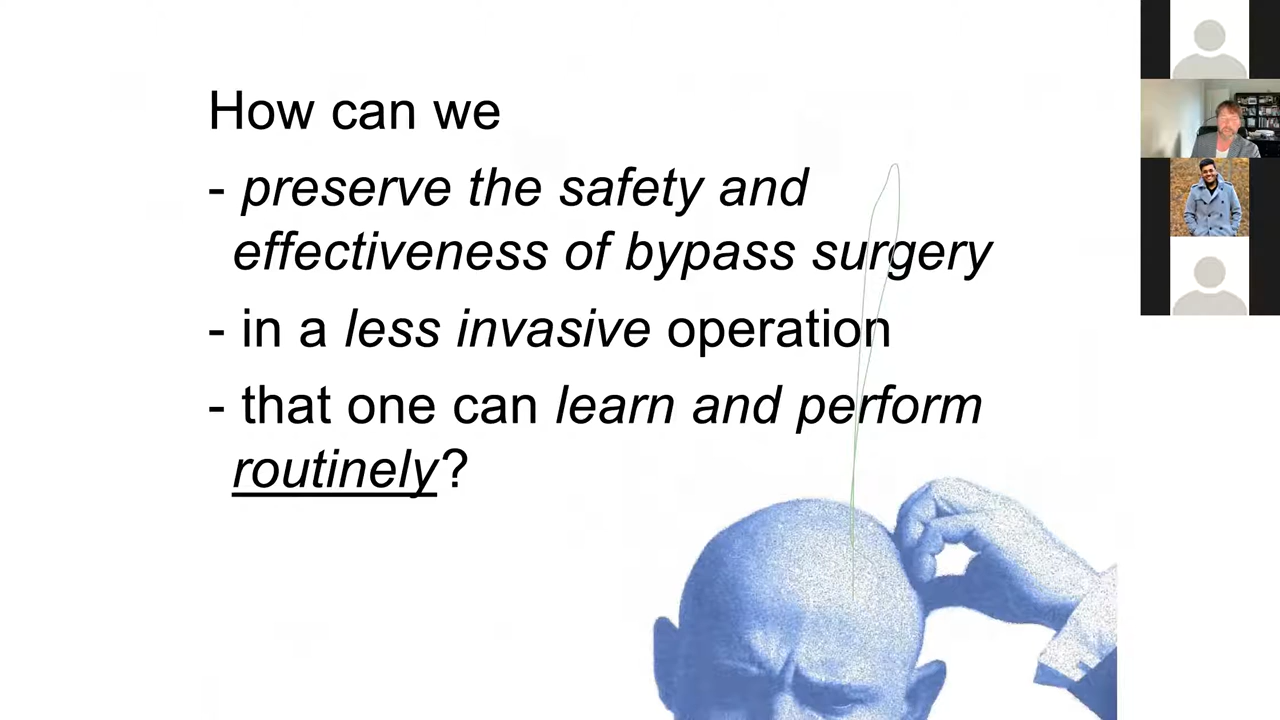 How can we
- preserve the safety and
effectiveness of bypass surgery
- in a less invasive operation
- that one can learn and perform
routinely?